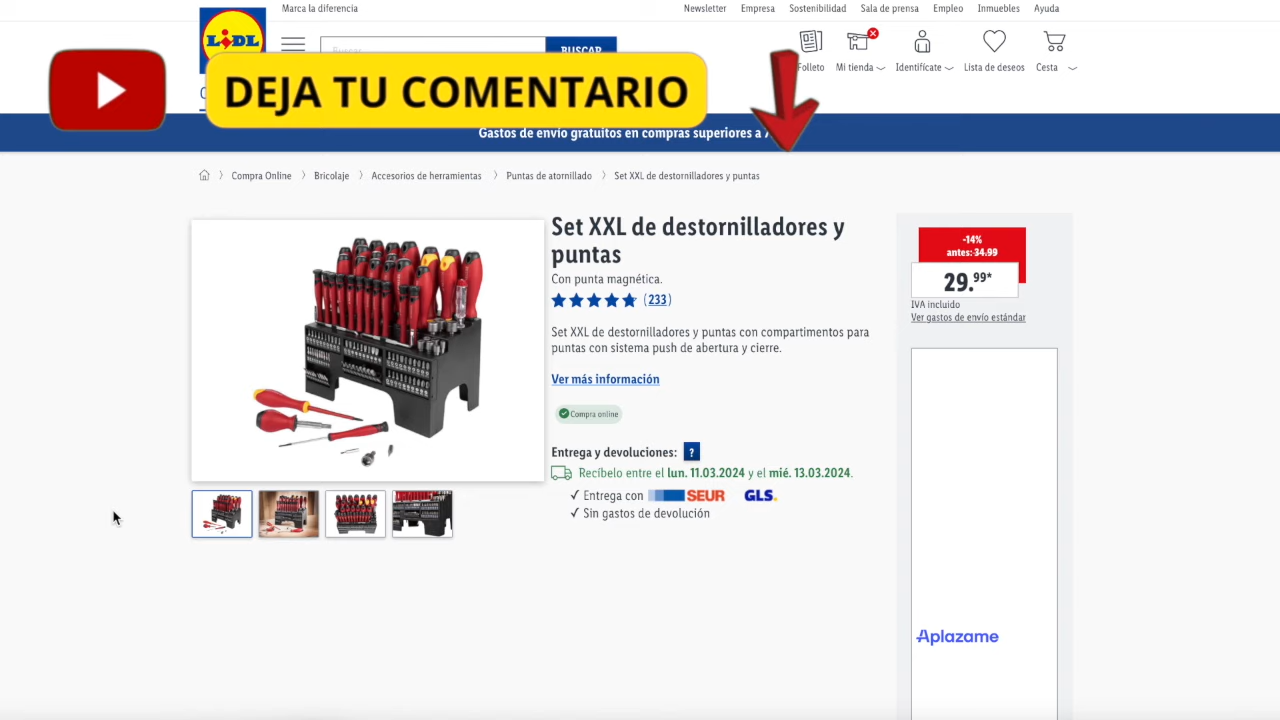 Marca la diferencia
Newsletter Empresa Sostenibilidad Sala de prensa Empleo Inmuebles Ayuda
LIDL
Buscar
BUSCAR
Folleto Mi tienda Identifícate Lista de deseos Cesta
DEJA TU COMENTARIO
Gastos de envío gratuitos en compras superiores a
Compra Online Bricolaje Accesorios de herramientas Puntas de atornillado Set XXL de destornilladores y puntas
Set XXL de destornilladores y
puntas
Con punta magnética.
(233)
Set XXL de destornilladores y puntas con compartimentos para
puntas con sistema push de abertura y cierre.
Ver más información
Compra online
Entrega y devoluciones: ?
Recíbelo entre el lun. 11.03.2024 y el mié. 13.03.2024.
✓ Entrega con SEUR GLS.
✓ Sin gastos de devolución
-14%
antes: 34.99
29.99*
IVA incluido
Ver gastos de envío estándar
Aplazame